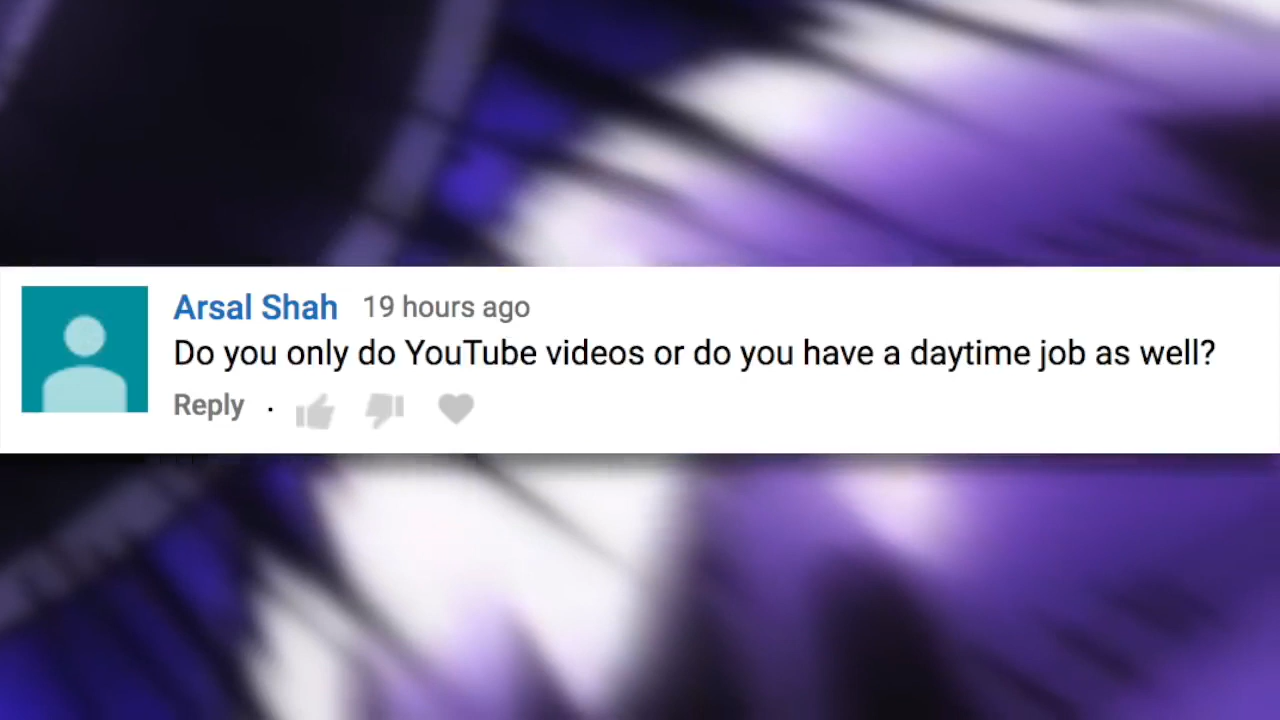 Arsal Shah 19 hours ago
Do you only do YouTube videos or do you have a daytime job as well?
Reply ·